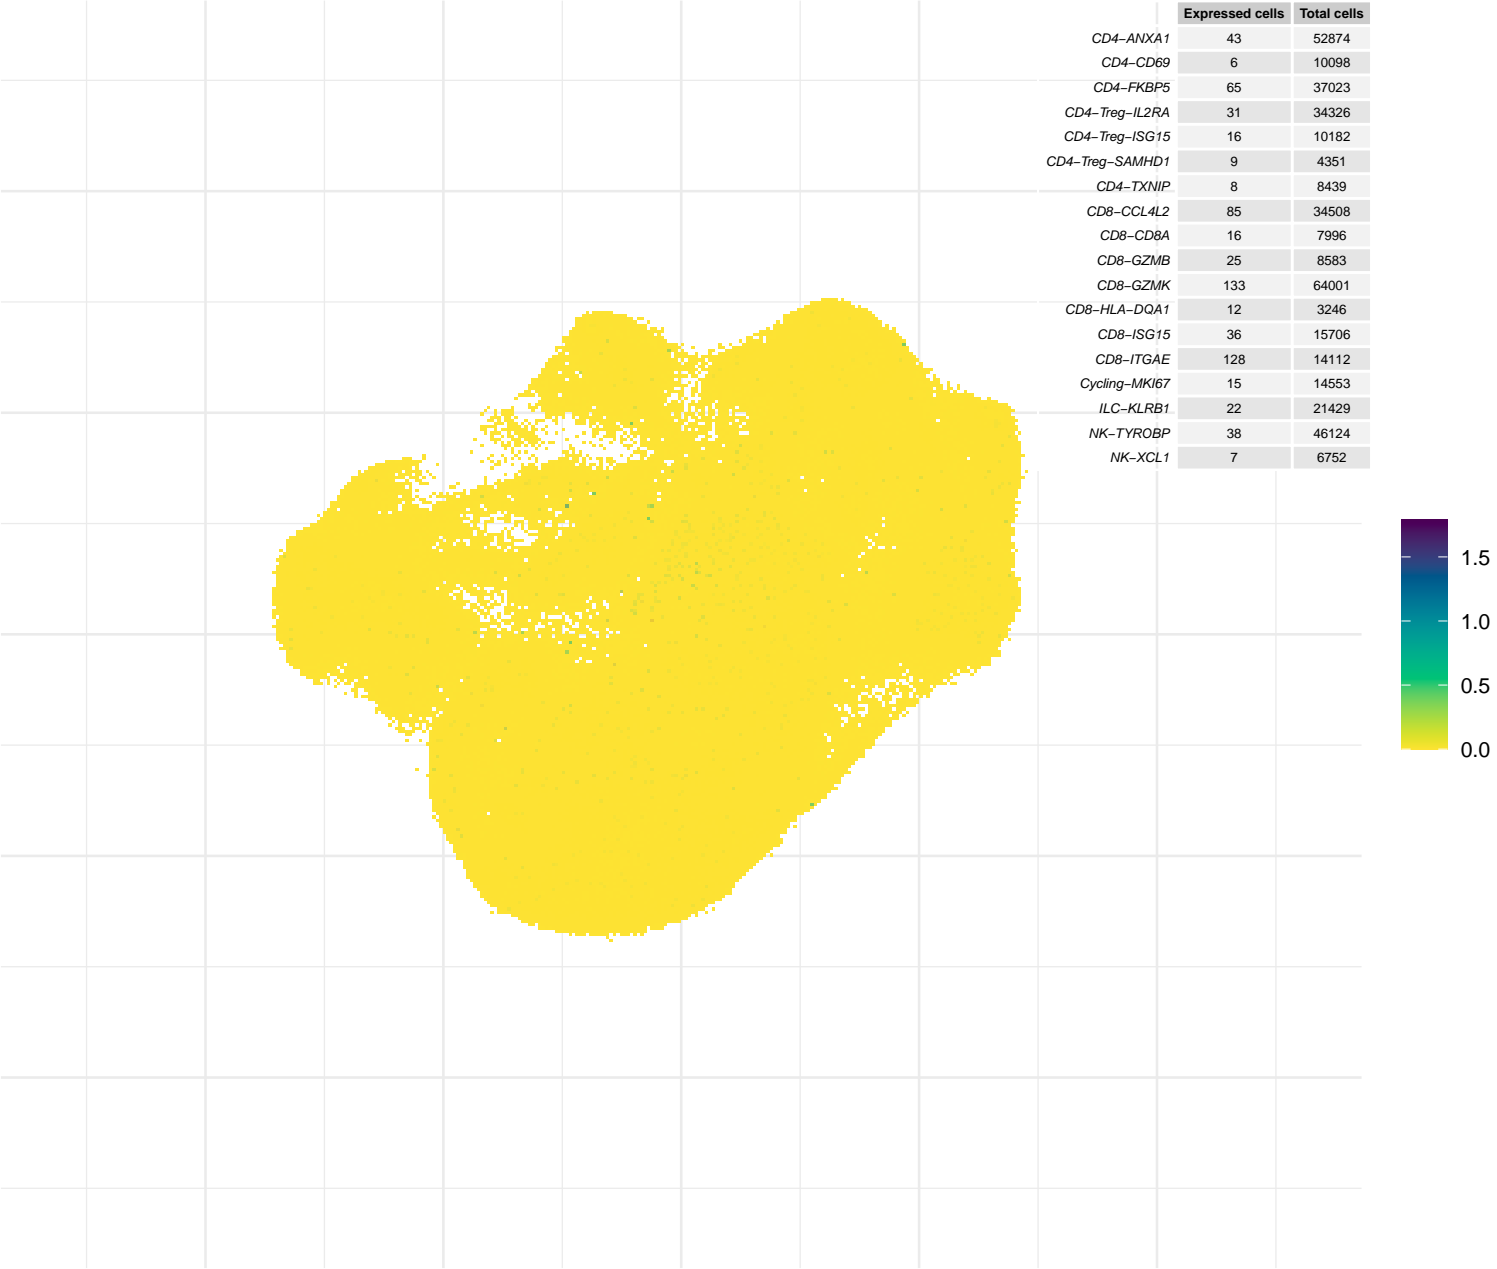 Expressed cells Total cells
CD4−ANXA1 43 52874
CD4−CD69 6 10098
CD4−FKBP5 65 37023
CD4−Treg−IL2RA 31 34326
CD4−Treg−ISG15 16 10182
CD4−Treg−SAMHD1 9 4351
CD4−TXNIP 8 8439
CD8−CCL4L2 85 34508
CD8−CD8A 16 7996
CD8−GZMB 25 8583
CD8−GZMK 133 64001
CD8−HLA−DQA1 12 3246
CD8−ISG15 36 15706
CD8−ITGAE 128 14112
Cycling−MKI67 15 14553
ILC−KLRB1 22 21429
NK−TYROBP 38 46124
NK−XCL1 7 6752
1.5
1.0
0.5
0.0